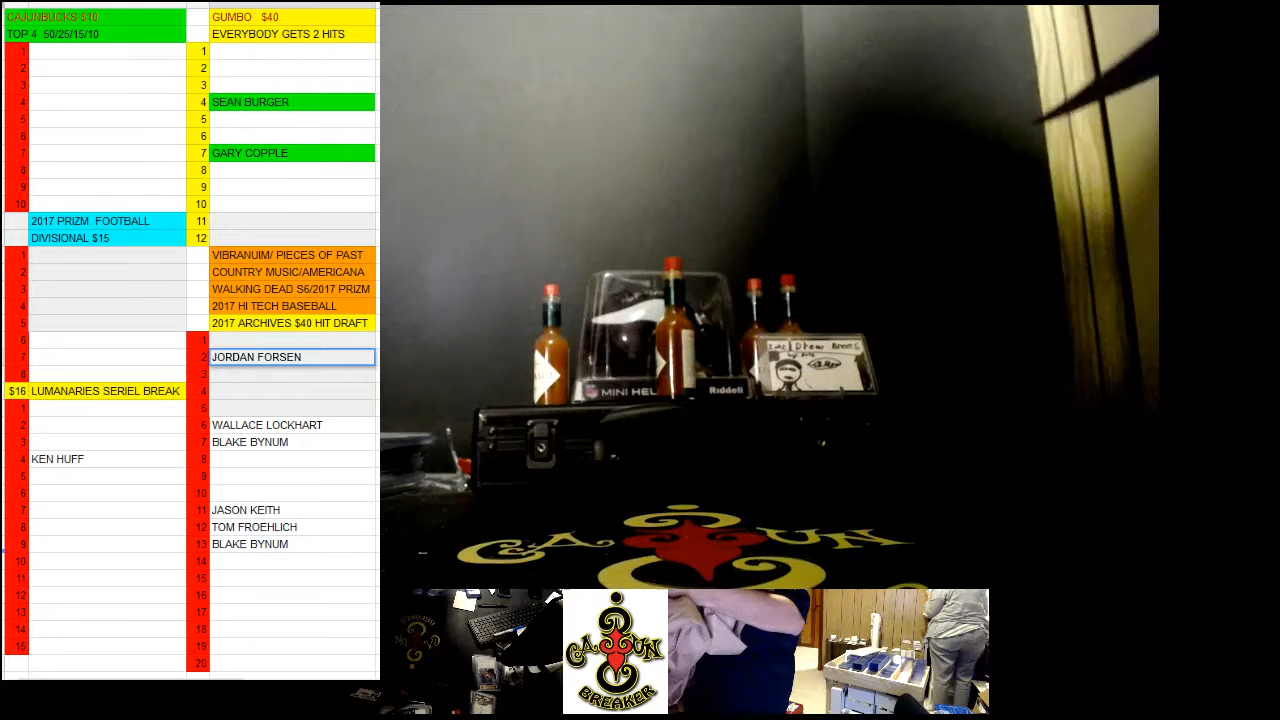 CAJUNBUCKS $10
TOP 4 50/25/15/10
1
2
3
4
5
6
7
8
9
10
2017 PRIZM FOOTBALL
DIVISIONAL $15
1
2
3
4
5
6
7
8
$16 LUMANARIES SERIEL BREAK
1
2
3
4 KEN HUFF
5
6
7
8
9
10
11
12
13
14
15
GUMBO $40
EVERYBODY GETS 2 HITS
1
2
3
4 SEAN BURGER
5
6
7 GARY COPPLE
8
9
10
11
12
VIBRANUIM/ PIECES OF PAST
COUNTRY MUSIC/AMERICANA
WALKING DEAD S6/2017 PRIZM
2017 HI TECH BASEBALL
2017 ARCHIVES $40 HIT DRAFT
1
2 JORDAN FORSEN
3
4
5
6 WALLACE LOCKHART
7 BLAKE BYNUM
8
9
10
11 JASON KEITH
12 TOM FROEHLICH
13 BLAKE BYNUM
14
15
16
17
18
19
20
MINI HEL
Riddell
I
Drew Brees
CAJUN
CAJUN
BREAKER